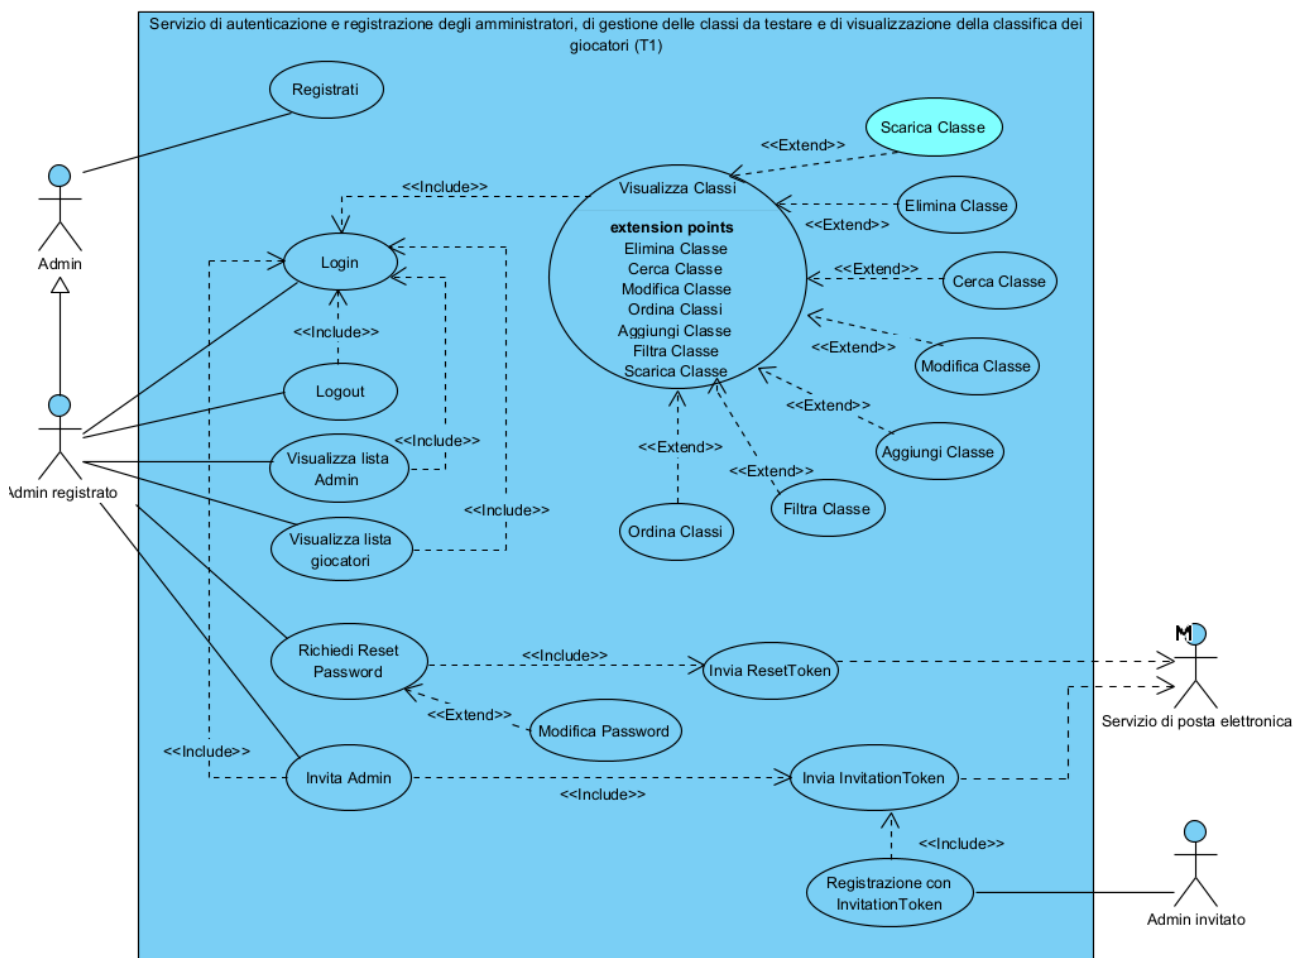 Servizio di autenticazione e registrazione degli amministratori, di gestione delle classi da testare e di visualizzazione della classifica dei
giocatori (T1)
Registrati
Scarica Classe
<<Extend>>
<<Include>>
Visualizza Classi
Elimina Classe
<<Extend>>
extension points
Elimina Classe
Cerca Classe
Modifica Classe
Ordina Classi
Aggiungi Classe
Filtra Classe
Scarica Classe
Admin
Login
<<Extend>>
Cerca Classe
<<Include>>
<<Extend>>
Modifica Classe
Logout
<<Extend>>
Aggiungi Classe
<<Include>>
<<Extend>>
Visualizza lista
Admin
<<Extend>>
Admin registrato
<<Include>>
Filtra Classe
Ordina Classi
Visualizza lista
giocatori
Richiedi Reset
Password
<<Include>>
Invia ResetToken
M
Servizio di posta elettronica
<<Extend>>
Modifica Password
<<Include>>
Invita Admin
<<Include>>
Invia InvitationToken
<<Include>>
Registrazione con
InvitationToken
Admin invitato